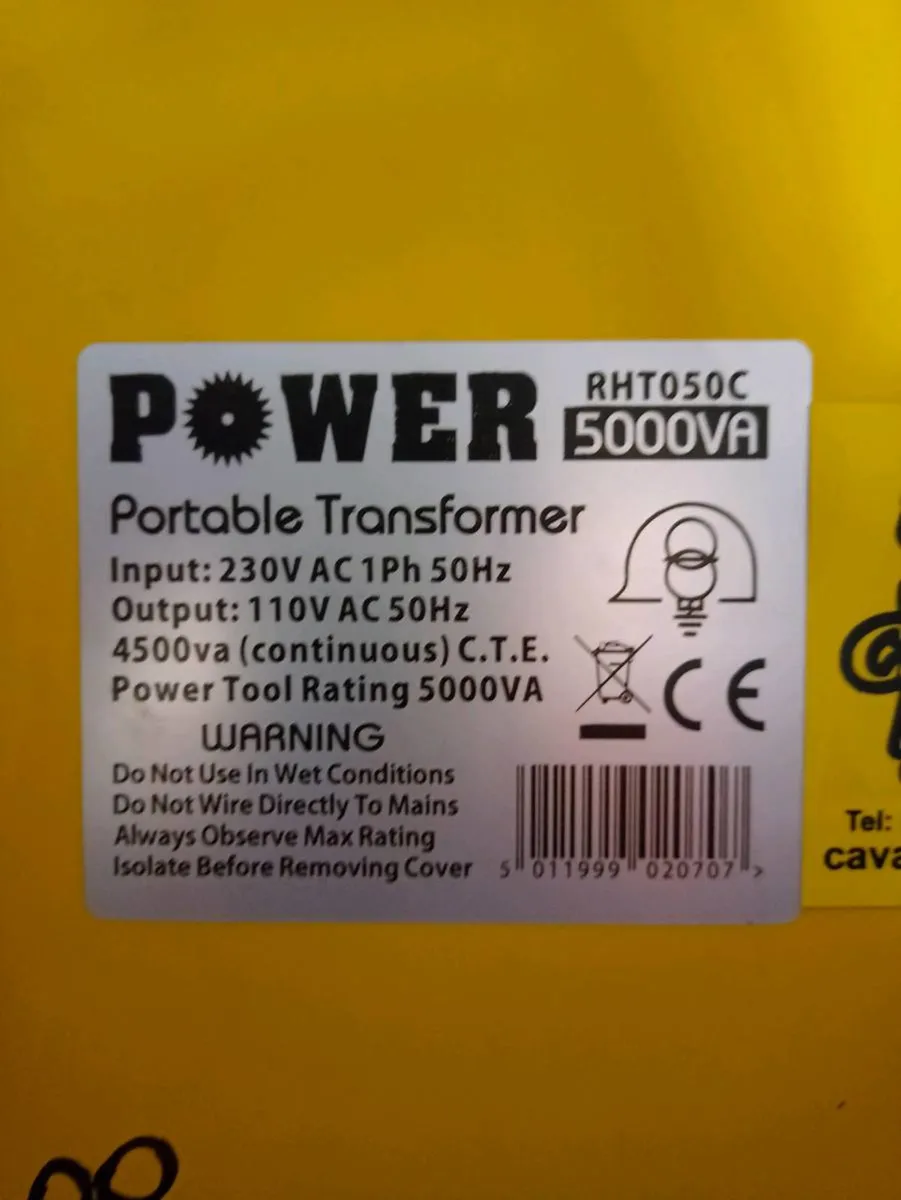 POWER
RHT050C
5000VA
Portable Transformer
Input: 230V AC 1Ph 50Hz
Output: 110V AC 50Hz
4500va (continuous) C.T.E.
Power Tool Rating 5000VA
CE
WARNING
Do Not Use In Wet Conditions
Do Not Wire Directly To Mains
Always Observe Max Rating
Isolate Before Removing Cover
5 011999 020707 >
Tel:
cava